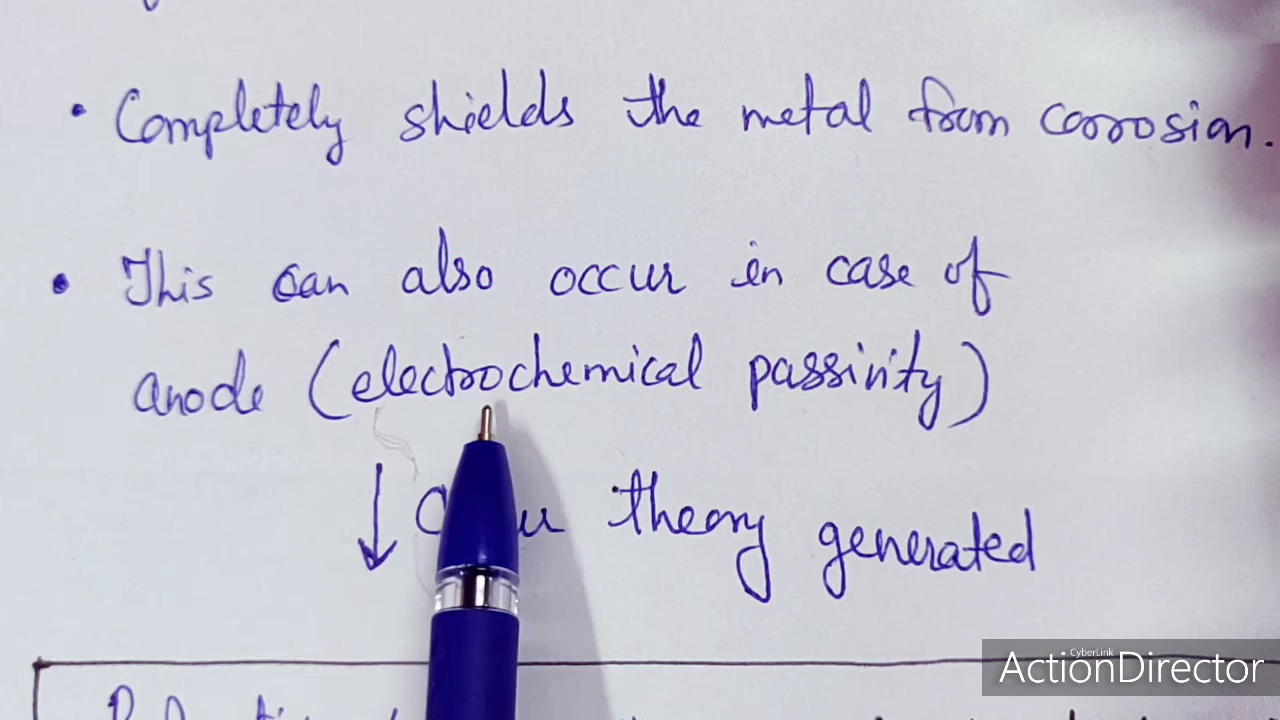 • Completely shields the metal from corrosion.
• This can also occur in case of
anode (electrochemical passivity)
↓ theory generated
CyberLink
ActionDirector